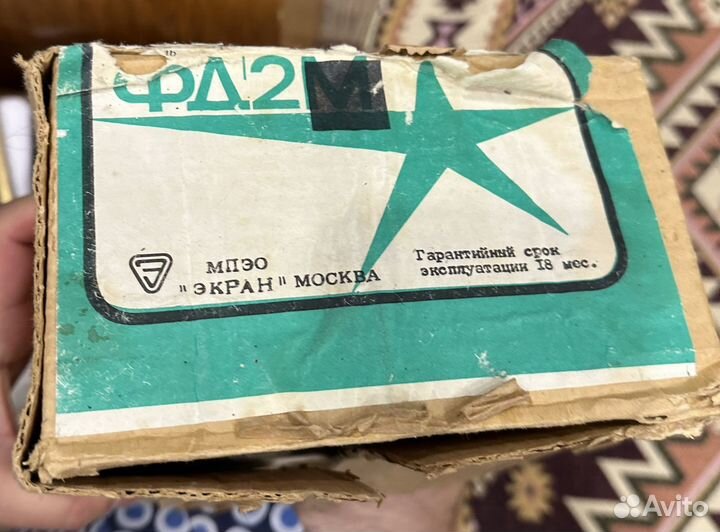 ФД2М
МПЭО
"ЭКРАН" МОСКВА
Гарантийный срок
эксплуатации 18 мес.
Э
Avito